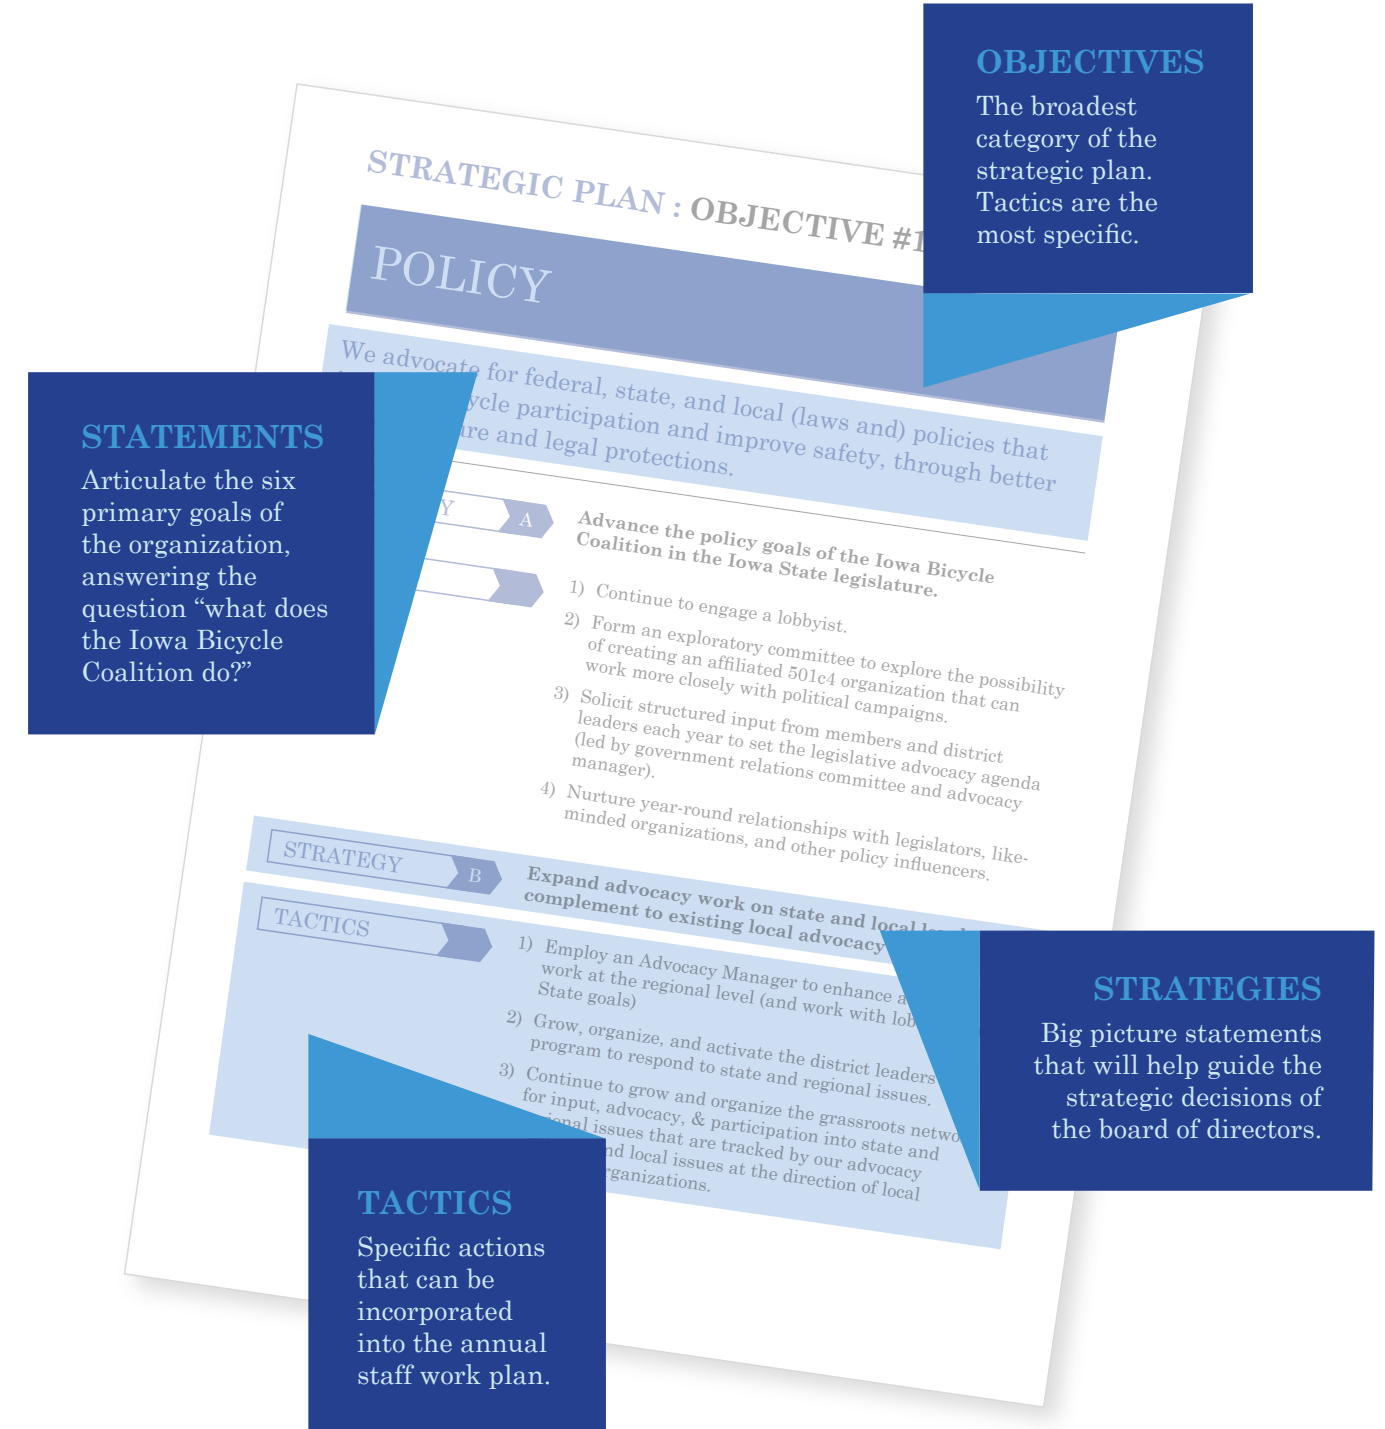 OBJECTIVES
The broadest
category of the
strategic plan.
Tactics are the
most specific.
STRATEGIC PLAN : OBJECTIVE #1
POLICY
We advocate for federal, state, and local (laws and) policies that
participation and improve safety, through better
and legal protections.
STATEMENTS
Articulate the six
primary goals of
the organization,
answering the
question “what does
the Iowa Bicycle
Coalition do?”
A
Advance the policy goals of the Iowa Bicycle
Coalition in the Iowa State legislature.
1) Continue to engage a lobbyist.
2) Form an exploratory committee to explore the possibility
of creating an affiliated 501c4 organization that can
work more closely with political campaigns.
3) Solicit structured input from members and district
leaders each year to set the legislative advocacy agenda
(led by government relations committee and advocacy
manager).
4) Nurture year-round relationships with legislators, like-
minded organizations, and other policy influencers.
STRATEGY B
Expand advocacy work on state and local
complement to existing local advocacy
TACTICS
1) Employ an Advocacy Manager to enhance
work at the regional level (and work with
State goals)
2) Grow, organize, and activate the district leaders
program to respond to state and regional issues.
3) Continue to grow and organize the grassroots
for input, advocacy, & participation into state and
issues that are tracked by our advocacy
local issues at the direction of local
STRATEGIES
Big picture statements
that will help guide the
strategic decisions of
the board of directors.
TACTICS
Specific actions
that can be
incorporated
into the annual
staff work plan.